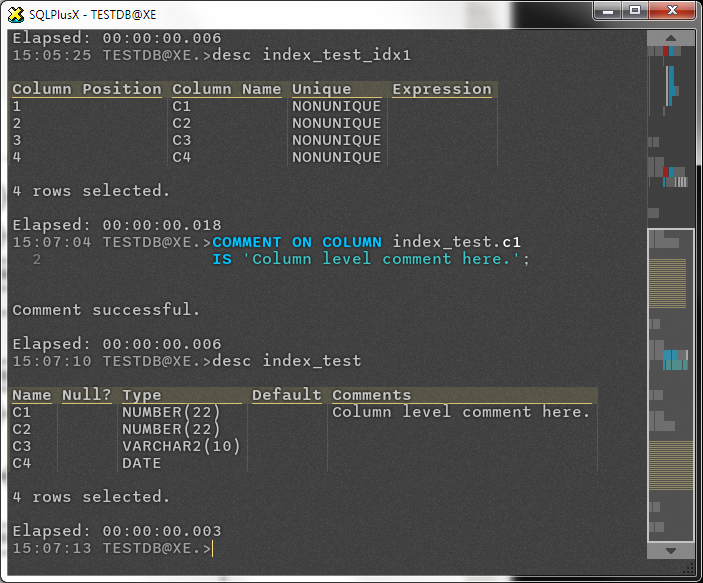 SQLPlusX - TESTDB@XE
Elapsed: 00:00:00.006
15:05:25 TESTDB@XE.>desc index_test_idx1
Column Position Column Name Unique Expression
1 C1 NONUNIQUE
2 C2 NONUNIQUE
3 C3 NONUNIQUE
4 C4 NONUNIQUE
4 rows selected.
Elapsed: 00:00:00.018
15:07:04 TESTDB@XE.>COMMENT ON COLUMN index_test.c1
2 IS 'Column level comment here.';
Comment successful.
Elapsed: 00:00:00.006
15:07:10 TESTDB@XE.>desc index_test
Name Null? Type Default Comments
C1 NUMBER(22) Column level comment here.
C2 NUMBER(22)
C3 VARCHAR2(10)
C4 DATE
4 rows selected.
Elapsed: 00:00:00.003
15:07:13 TESTDB@XE.>